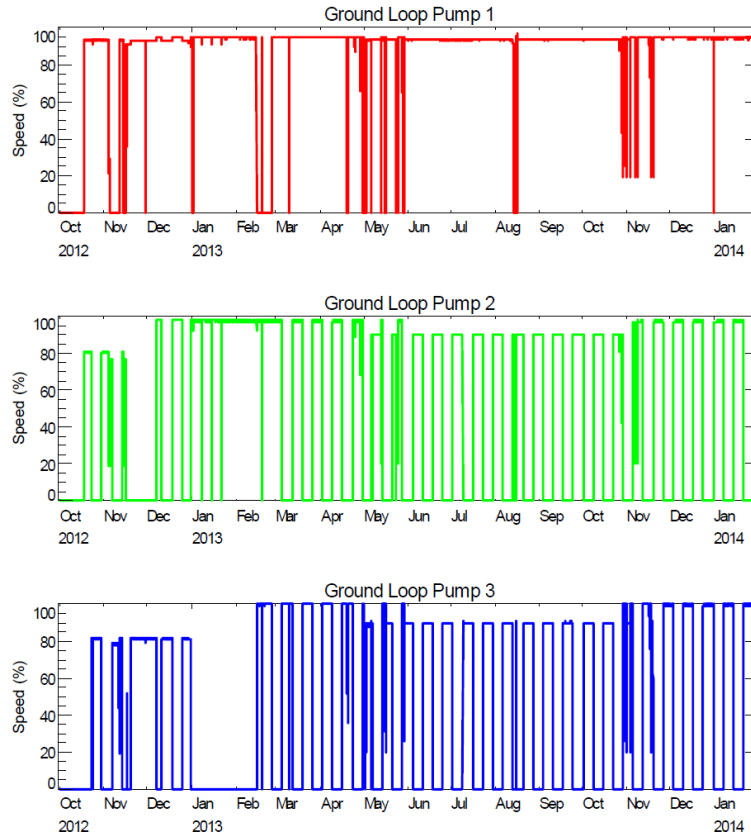 Ground Loop Pump 1
100
80
60
40
20
0
Speed (%)
Oct Nov Dec Jan Feb Mar Apr May Jun Jul Aug Sep Oct Nov Dec Jan
2012 2013 2014
Ground Loop Pump 2
100
80
60
40
20
0
Speed (%)
Oct Nov Dec Jan Feb Mar Apr May Jun Jul Aug Sep Oct Nov Dec Jan
2012 2013 2014
Ground Loop Pump 3
100
80
60
40
20
0
Speed (%)
Oct Nov Dec Jan Feb Mar Apr May Jun Jul Aug Sep Oct Nov Dec Jan
2012 2013 2014